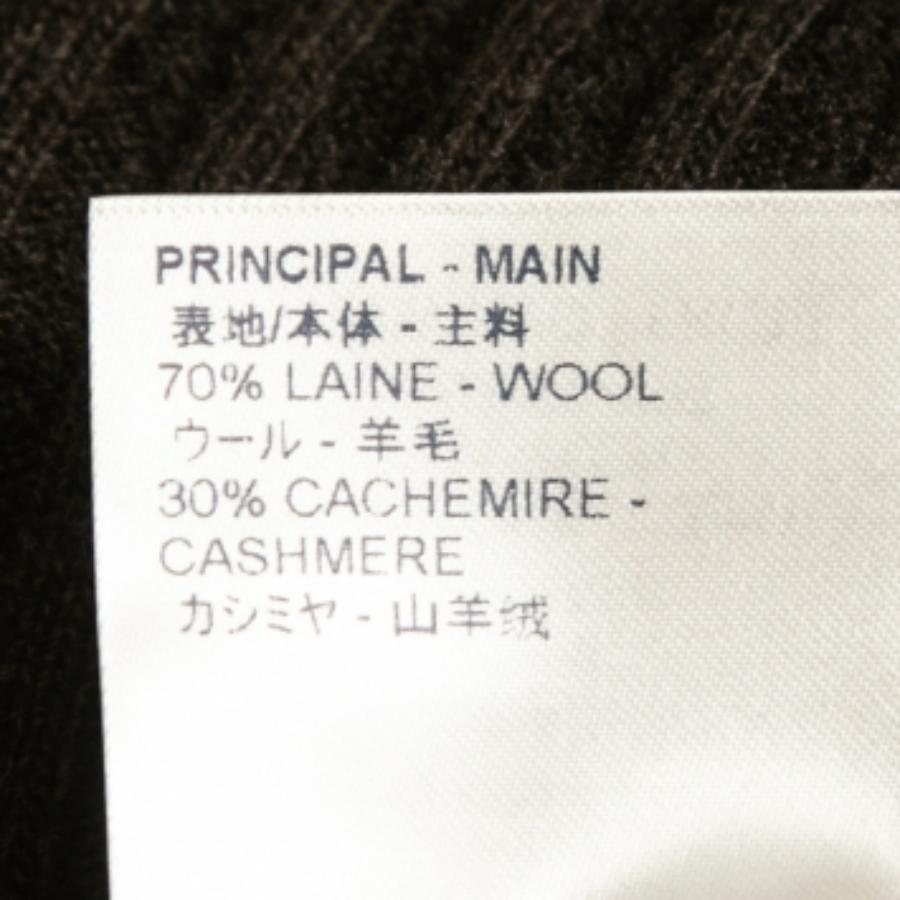 PRINCIPAL - MAIN
表地/本体 - 主料
70% LAINE - WOOL
ウール - 羊毛
30% CACHEMIRE -
CASHMERE
カシミヤ - 山羊绒